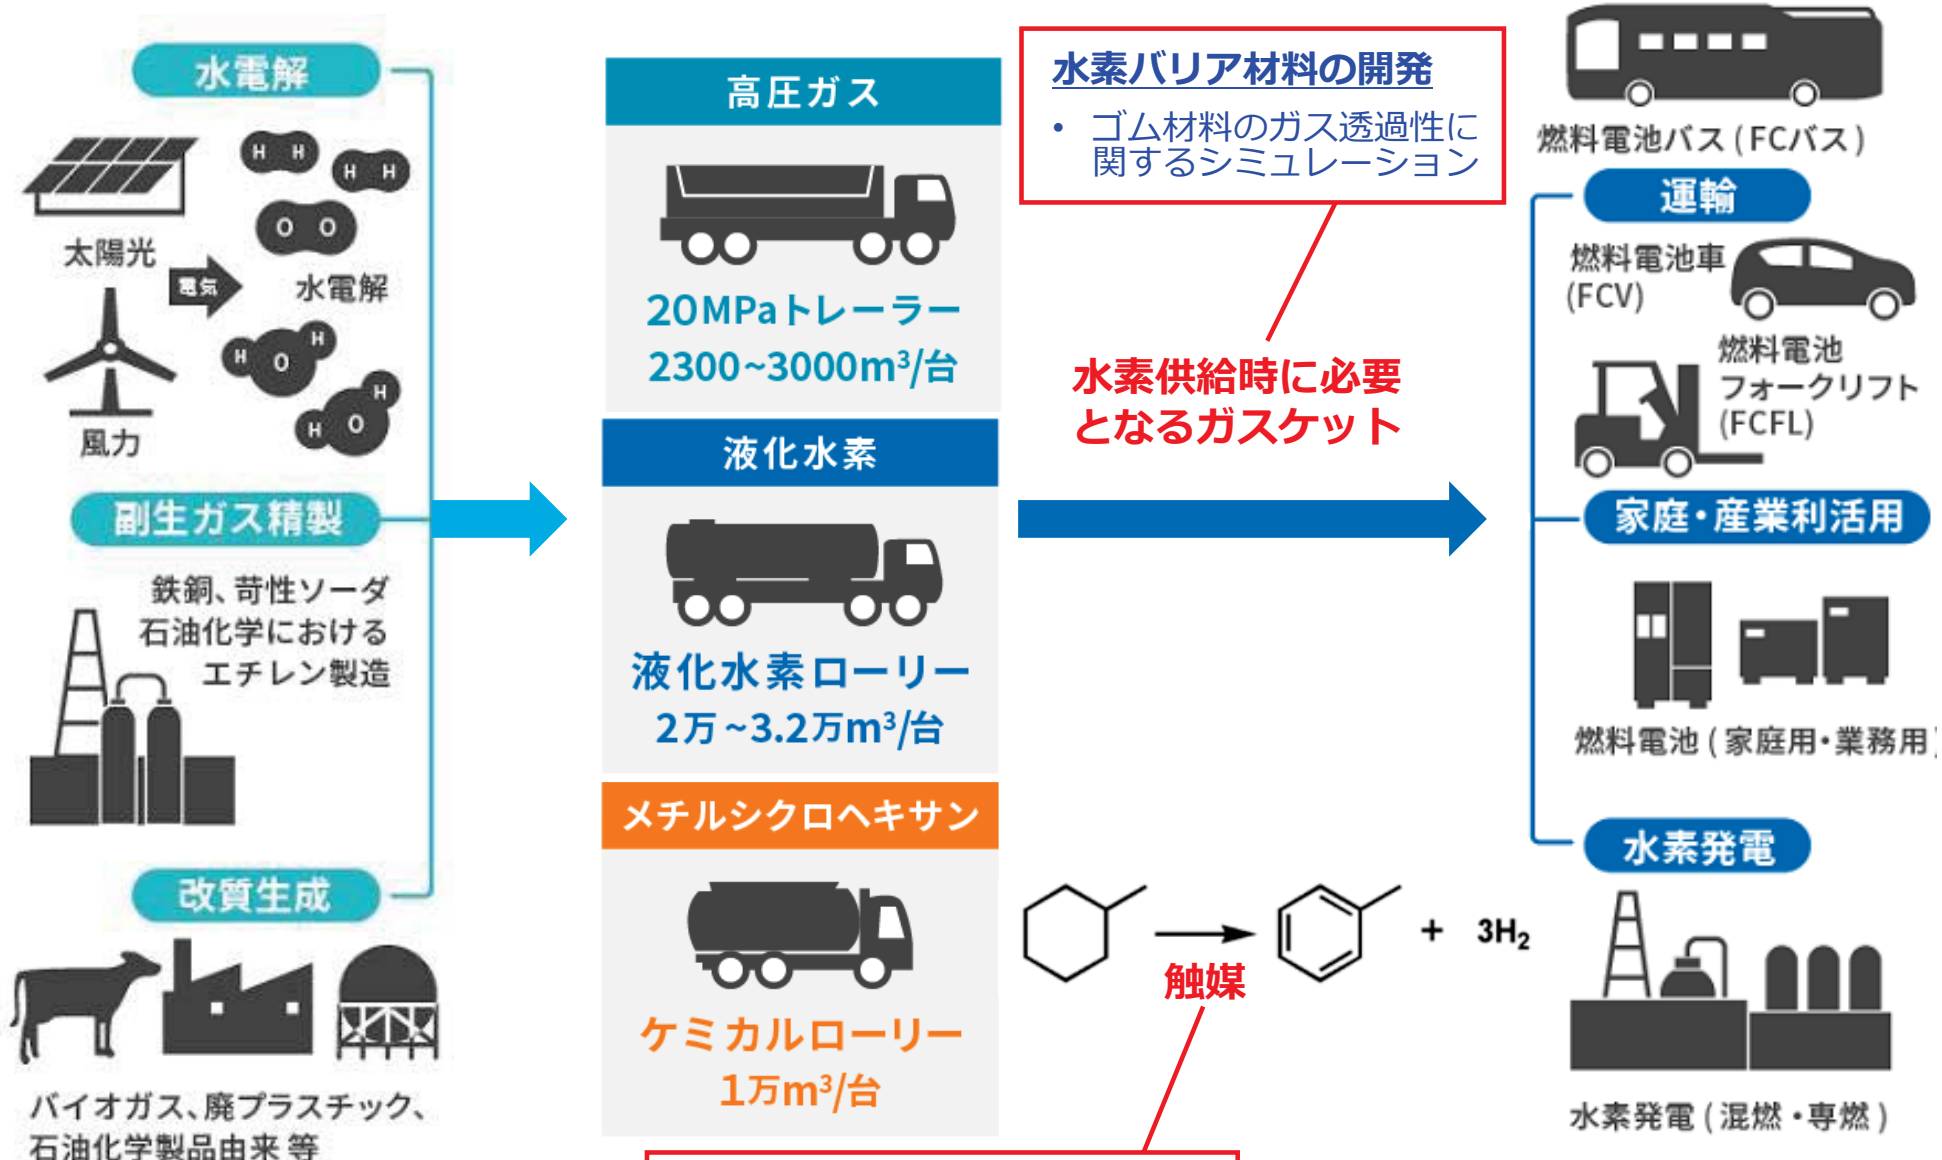 水電解
H H
H H
O O
太陽光
電気
水電解
H O H
H O H
風力
副生ガス精製
鉄銅、苛性ソーダ
石油化学における
エチレン製造
改質生成
バイオガス、廃プラスチック、
石油化学製品由来 等
高圧ガス
20MPaトレーラー
2300~3000m³/台
液化水素
液化水素ローリー
2万~3.2万m³/台
メチルシクロヘキサン
ケミカルローリー
1万m³/台
水素バリア材料の開発
• ゴム材料のガス透過性に
関するシミュレーション
水素供給時に必要
となるガスケット
+ 3H₂
触媒
燃料電池バス ( FCバス )
運輸
燃料電池車
(FCV)
燃料電池
フォークリフト
(FCFL)
家庭・産業利活用
燃料電池 ( 家庭用・業務用 )
水素発電
水素発電 ( 混燃・専燃 )